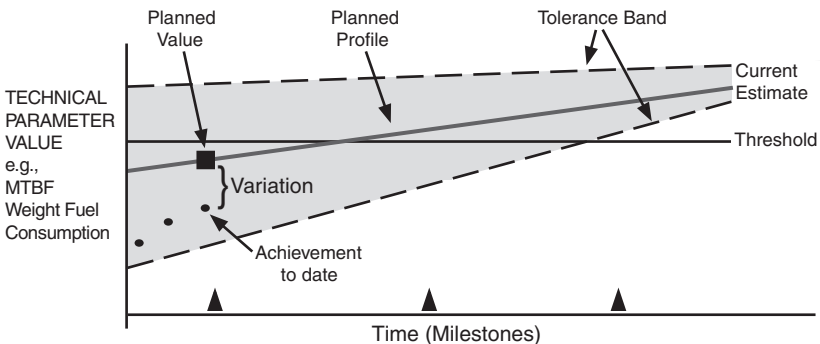 Planned
Value
Planned
Profile
Tolerance Band
Current
Estimate
TECHNICAL
PARAMETER
VALUE
e.g.,
MTBF
Weight Fuel
Consumption
Threshold
Variation
Achievement
to date
Time (Milestones)